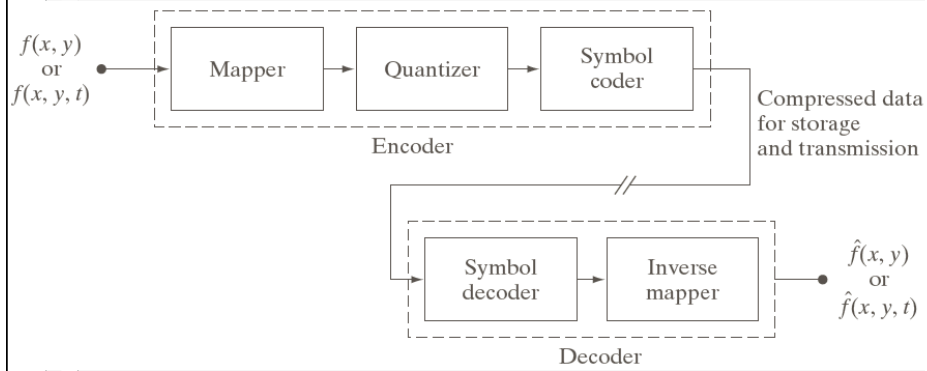 f(x, y)
or
f(x, y, t)
Mapper
Quantizer
Symbol
coder
Encoder
Compressed data
for storage
and transmission
Symbol
decoder
Inverse
mapper
Decoder
f̂(x, y)
or
f̂(x, y, t)